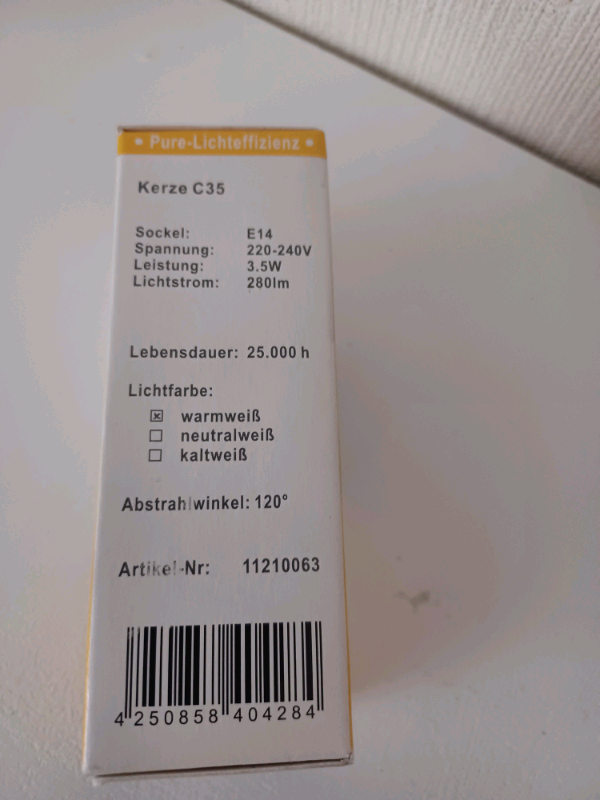 • Pure-Lichteffizienz •
Kerze C35
Sockel: E14
Spannung: 220-240V
Leistung: 3.5W
Lichtstrom: 280lm
Lebensdauer: 25.000 h
Lichtfarbe:
☒ warmweiß
☐ neutralweiß
☐ kaltweiß
Abstrahlwinkel: 120°
Artikel-Nr: 11210063
4 250858 404284